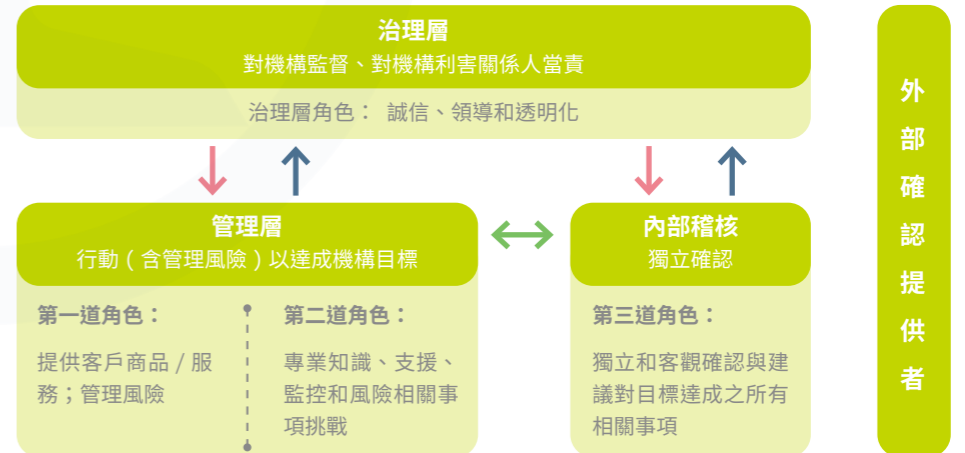 治理層
對機構監督、對機構利害關係人當責
治理層角色： 誠信、領導和透明化
管理層
行動 ( 含管理風險 ) 以達成機構目標
第一道角色：
提供客戶商品 / 服
務；管理風險
第二道角色：
專業知識、支援、
監控和風險相關事
項挑戰
內部稽核
獨立確認
第三道角色：
獨立和客觀確認與建
議對目標達成之所有
相關事項
外
部
確
認
提
供
者